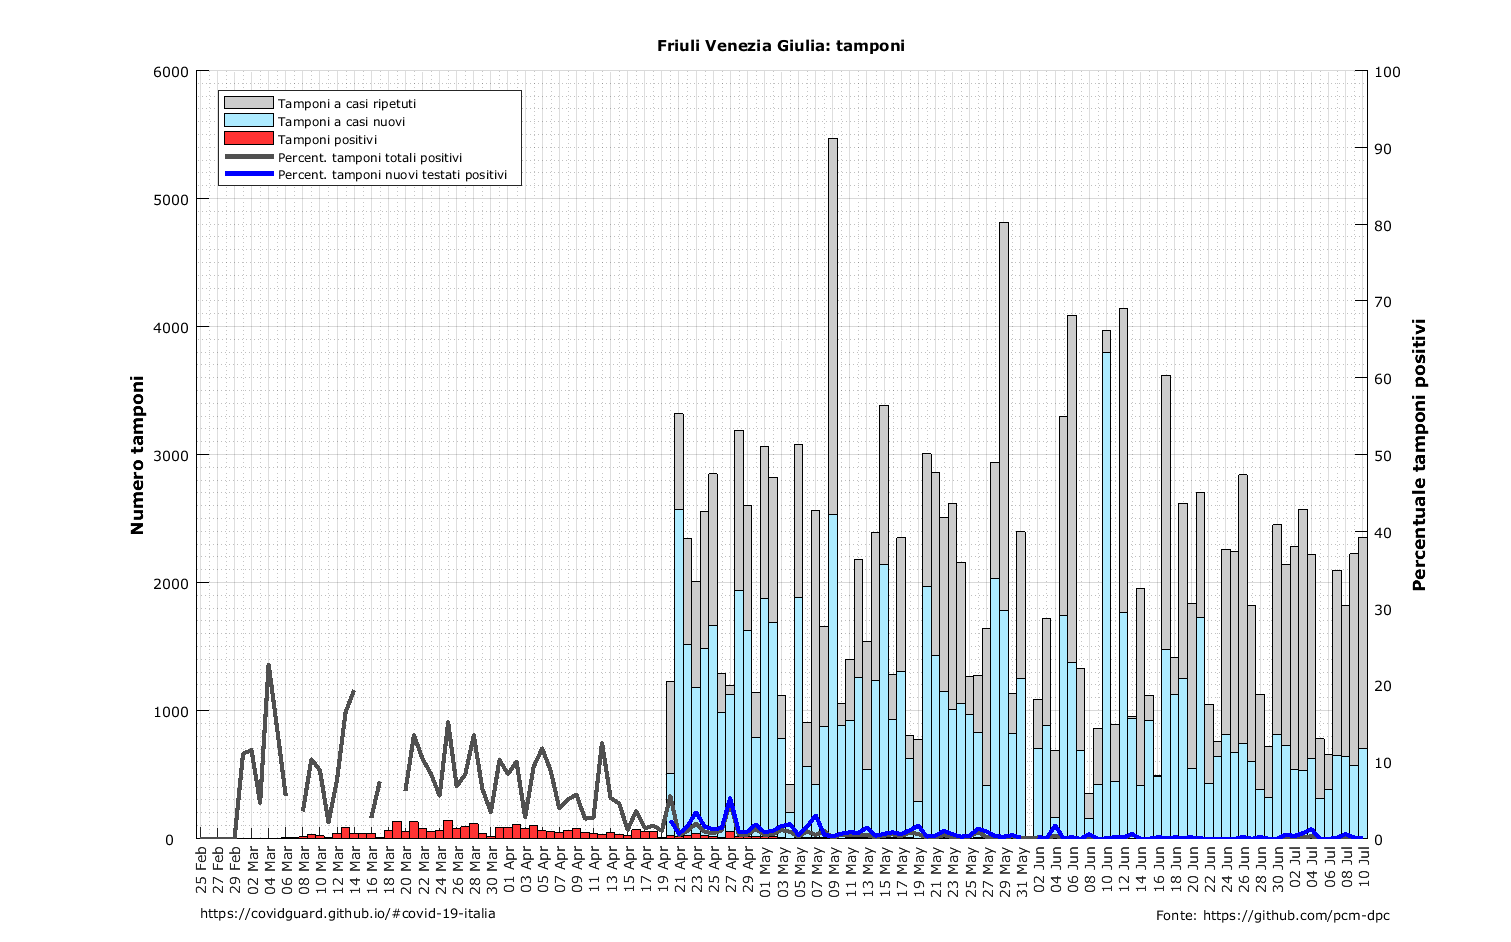 Friuli Venezia Giulia: tamponi
6000
5000
4000
3000
2000
1000
0
Numero tamponi
Tamponi a casi ripetuti
Tamponi a casi nuovi
Tamponi positivi
Percent. tamponi totali positivi
Percent. tamponi nuovi testati positivi
100
90
80
70
60
50
40
30
20
10
0
Percentuale tamponi positivi
25 Feb
27 Feb
29 Feb
02 Mar
04 Mar
06 Mar
08 Mar
10 Mar
12 Mar
14 Mar
16 Mar
18 Mar
20 Mar
22 Mar
24 Mar
26 Mar
28 Mar
30 Mar
01 Apr
03 Apr
05 Apr
07 Apr
09 Apr
11 Apr
13 Apr
15 Apr
17 Apr
19 Apr
21 Apr
23 Apr
25 Apr
27 Apr
29 Apr
01 May
03 May
05 May
07 May
09 May
11 May
13 May
15 May
17 May
19 May
21 May
23 May
25 May
27 May
29 May
31 May
02 Jun
04 Jun
06 Jun
08 Jun
10 Jun
12 Jun
14 Jun
16 Jun
18 Jun
20 Jun
22 Jun
24 Jun
26 Jun
28 Jun
30 Jun
02 Jul
04 Jul
06 Jul
08 Jul
10 Jul
https://covidguard.github.io/#covid-19-italia
Fonte: https://github.com/pcm-dpc